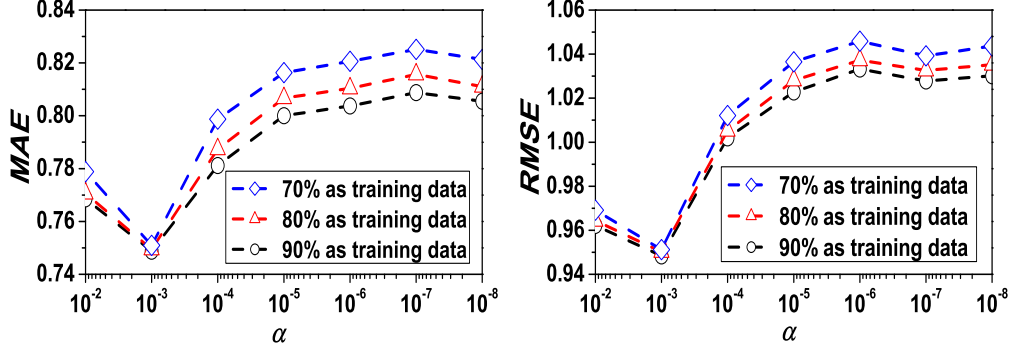 0.84
0.82
0.80
0.78
0.76
0.74
MAE
70% as training data
80% as training data
90% as training data
10-2 10-3 10-4 10-5 10-6 10-7 10-8
α
1.06
1.04
1.02
1.00
0.98
0.96
0.94
RMSE
70% as training data
80% as training data
90% as training data
10-2 10-3 10-4 10-5 10-6 10-7 10-8
α